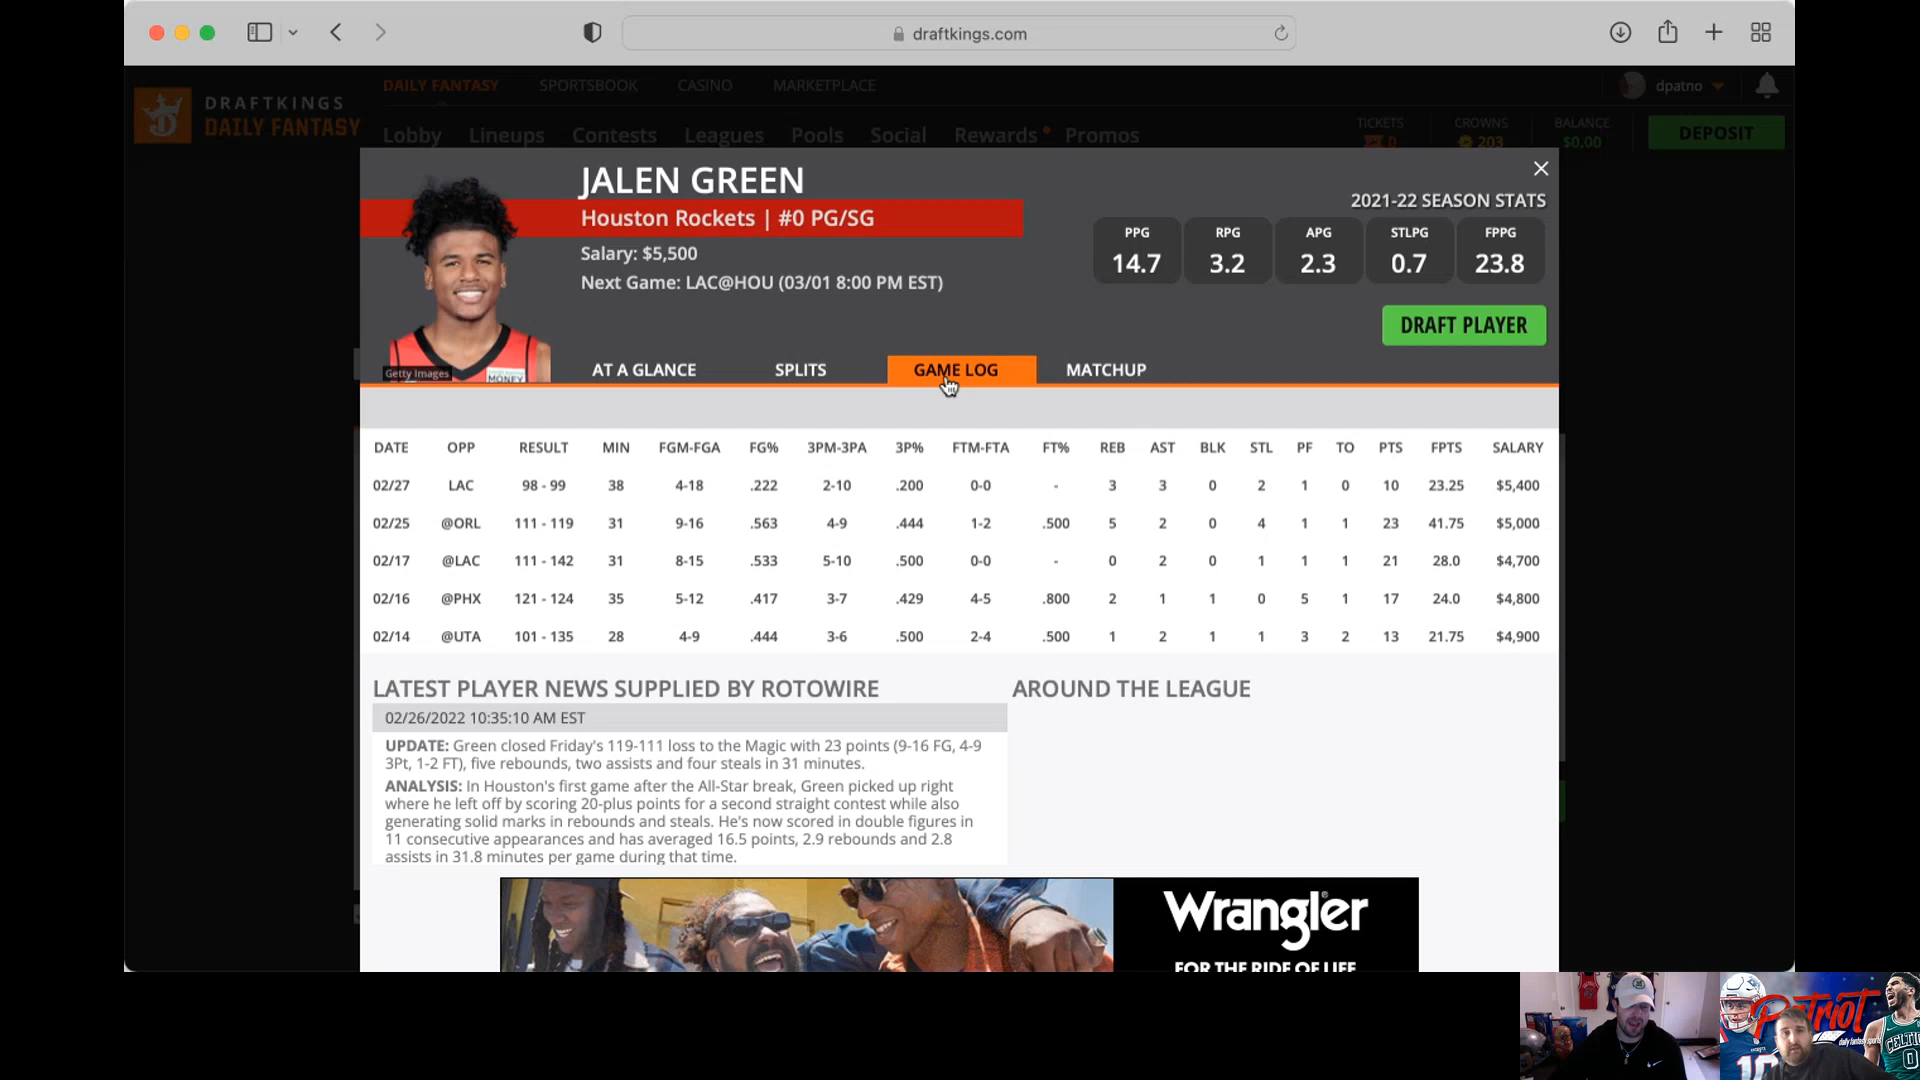 draftkings.com
DRAFTKINGS
DAILY FANTASY
DAILY FANTASY SPORTSBOOK CASINO MARKETPLACE
dpatno
Lobby Lineups Contests Leagues Pools Social Rewards Promos
TICKETS CROWNS BALANCE
0 203 $0.00
DEPOSIT
JALEN GREEN
Houston Rockets | #0 PG/SG
Salary: $5,500
Next Game: LAC@HOU (03/01 8:00 PM EST)
2021-22 SEASON STATS
PPG RPG APG STLPG FPPG
14.7 3.2 2.3 0.7 23.8
DRAFT PLAYER
Getty Images
MONEY
AT A GLANCE SPLITS GAME LOG MATCHUP
DATE OPP RESULT MIN FGM-FGA FG% 3PM-3PA 3P% FTM-FTA FT% REB AST BLK STL PF TO PTS FPTS SALARY
02/27 LAC 98 - 99 38 4-18 .222 2-10 .200 0-0 - 3 3 0 2 1 0 10 23.25 $5,400
02/25 @ORL 111 - 119 31 9-16 .563 4-9 .444 1-2 .500 5 2 0 4 1 1 23 41.75 $5,000
02/17 @LAC 111 - 142 31 8-15 .533 5-10 .500 0-0 - 0 2 0 1 1 1 21 28.0 $4,700
02/16 @PHX 121 - 124 35 5-12 .417 3-7 .429 4-5 .800 2 1 1 0 5 1 17 24.0 $4,800
02/14 @UTA 101 - 135 28 4-9 .444 3-6 .500 2-4 .500 1 2 1 1 3 2 13 21.75 $4,900
LATEST PLAYER NEWS SUPPLIED BY ROTOWIRE
AROUND THE LEAGUE
02/26/2022 10:35:10 AM EST
UPDATE: Green closed Friday's 119-111 loss to the Magic with 23 points (9-16 FG, 4-9
3Pt, 1-2 FT), five rebounds, two assists and four steals in 31 minutes.
ANALYSIS: In Houston's first game after the All-Star break, Green picked up right
where he left off by scoring 20-plus points for a second straight contest while also
generating solid marks in rebounds and steals. He's now scored in double figures in
11 consecutive appearances and has averaged 16.5 points, 2.9 rebounds and 2.8
assists in 31.8 minutes per game during that time.
Wrangler
FOR THE RIDE OF LIFE
Patriot
daily fantasy sports
CELTICS
0
10